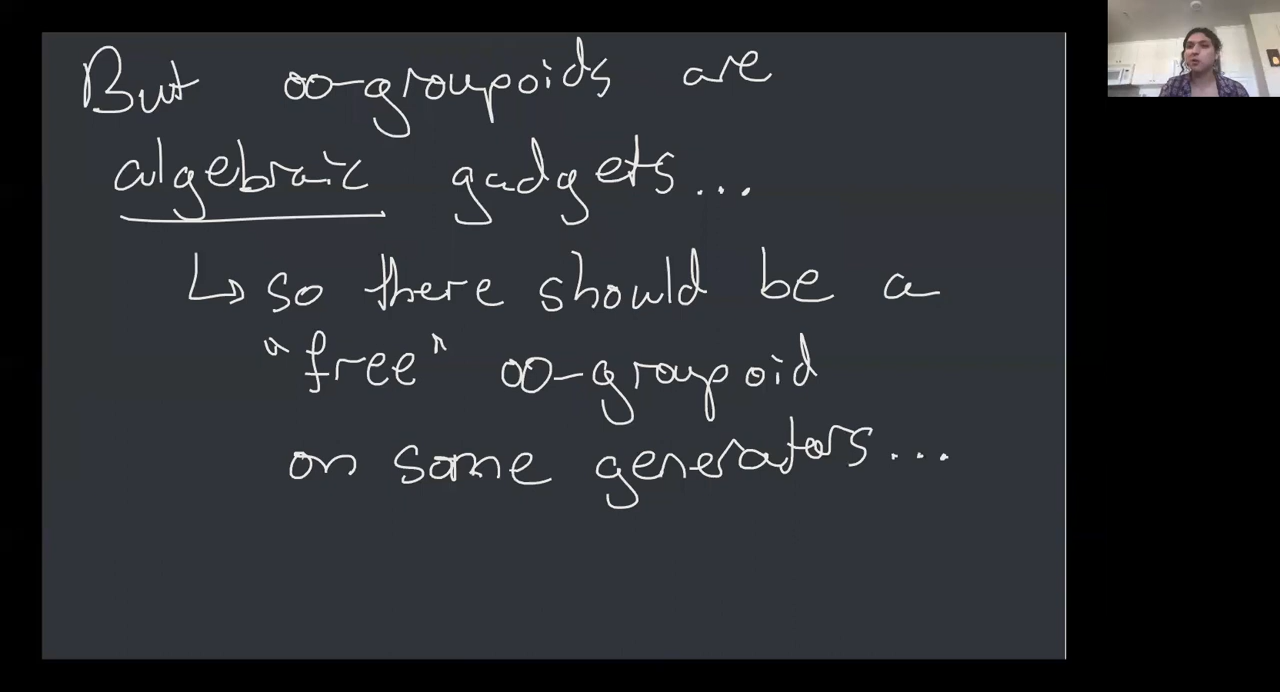 But ∞-groupoids are
algebraic gadgets...
↳ so there should be a
"free" ∞-groupoid
on some generators...